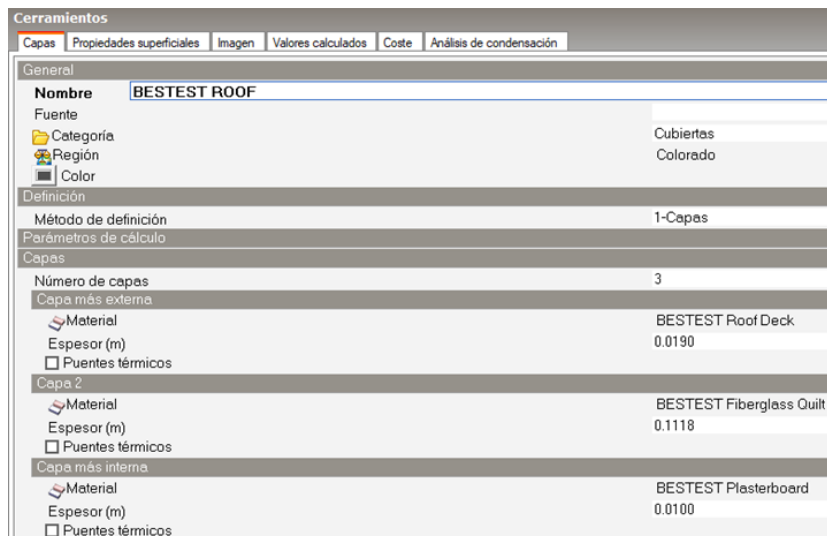 Cerramientos
Capas Propiedades superficiales Imagen Valores calculados Coste Análisis de condensación
General
Nombre BESTEST ROOF
Fuente
Categoría Cubiertas
Región Colorado
Color
Definición
Método de definición 1-Capas
Parámetros de cálculo
Capas
Número de capas 3
Capa más externa
Material BESTEST Roof Deck
Espesor (m) 0.0190
Puentes térmicos
Capa 2
Material BESTEST Fiberglass Quilt
Espesor (m) 0.1118
Puentes térmicos
Capa más interna
Material BESTEST Plasterboard
Espesor (m) 0.0100
Puentes térmicos